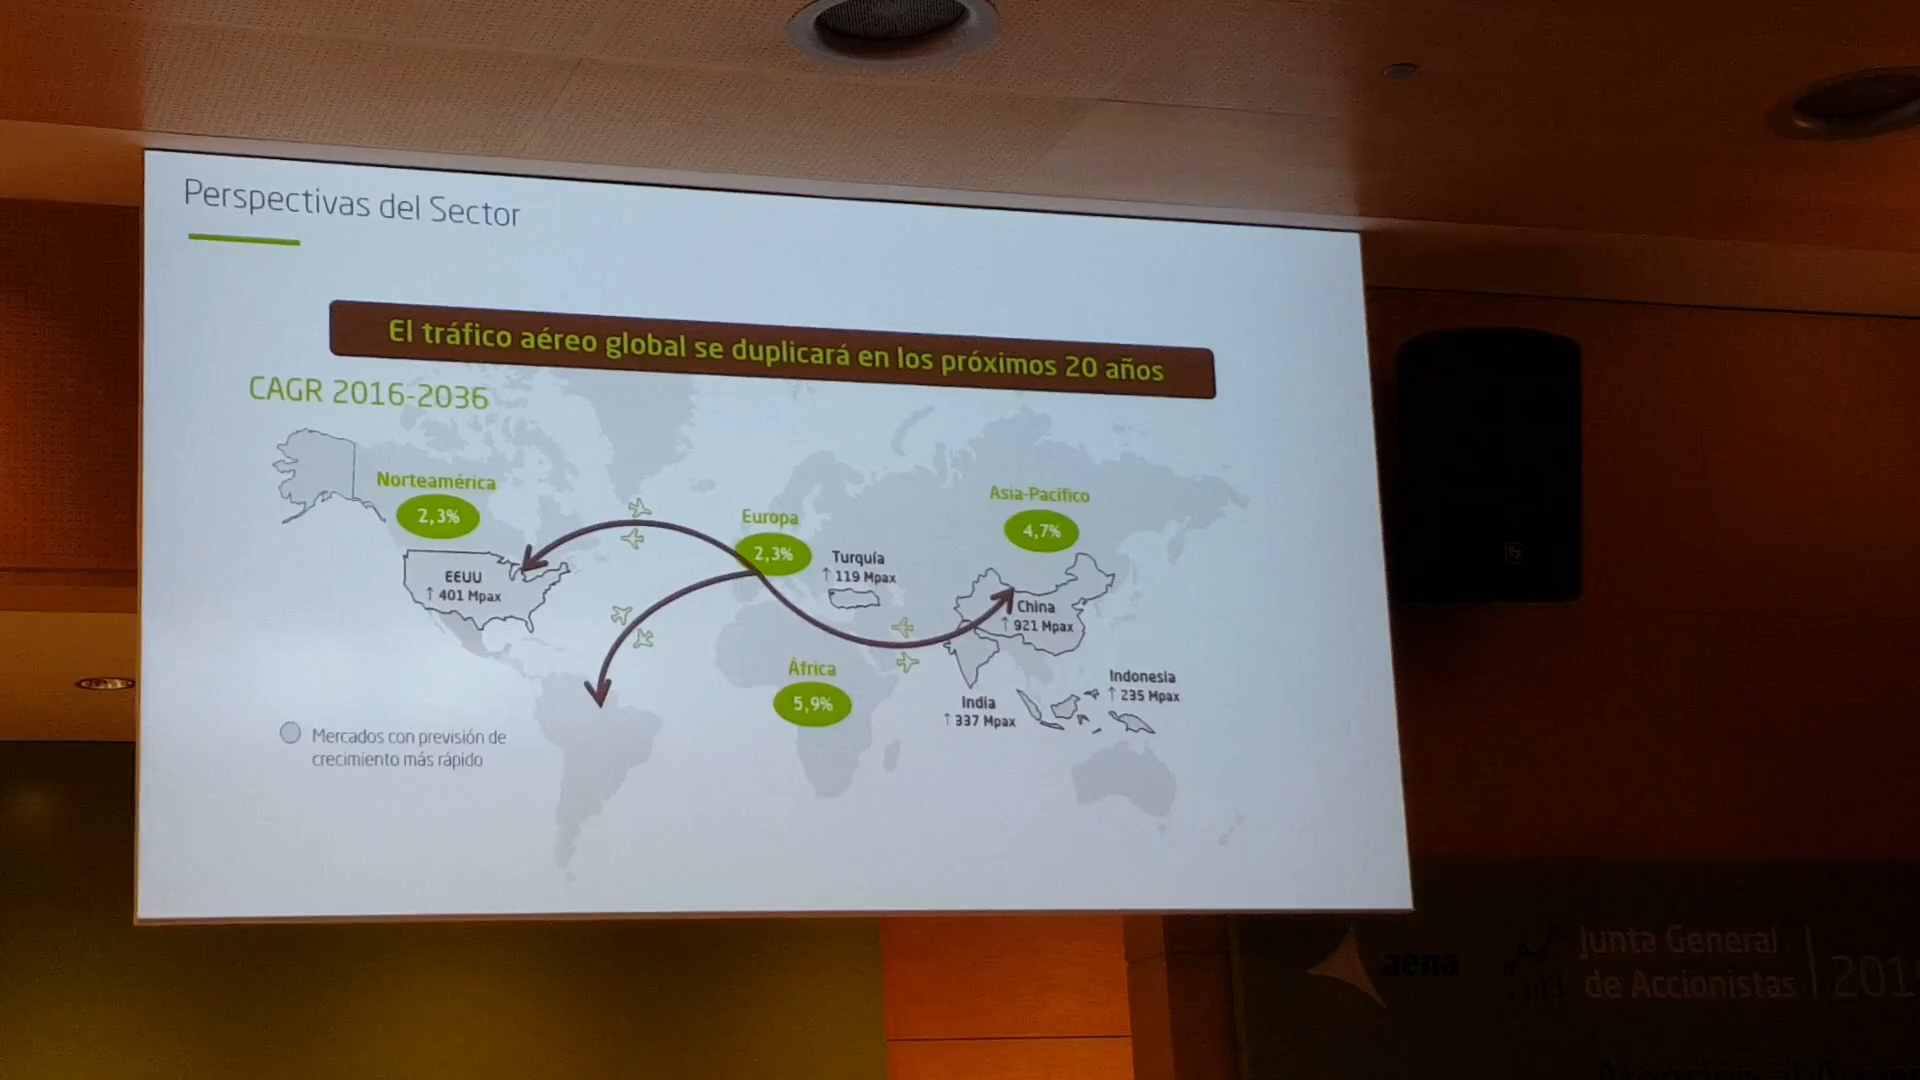 Perspectivas del Sector
El tráfico aéreo global se duplicará en los próximos 20 años
CAGR 2016-2036
Norteamérica
2,3%
EEUU
↑ 401 Mpax
Europa
2,3%
Turquía
↑ 119 Mpax
Asia-Pacífico
4,7%
China
↑ 921 Mpax
África
5,9%
India
↑ 337 Mpax
Indonesia
↑ 235 Mpax
Mercados con previsión de
crecimiento más rápido
EV
aena
Junta General
de Accionistas
201